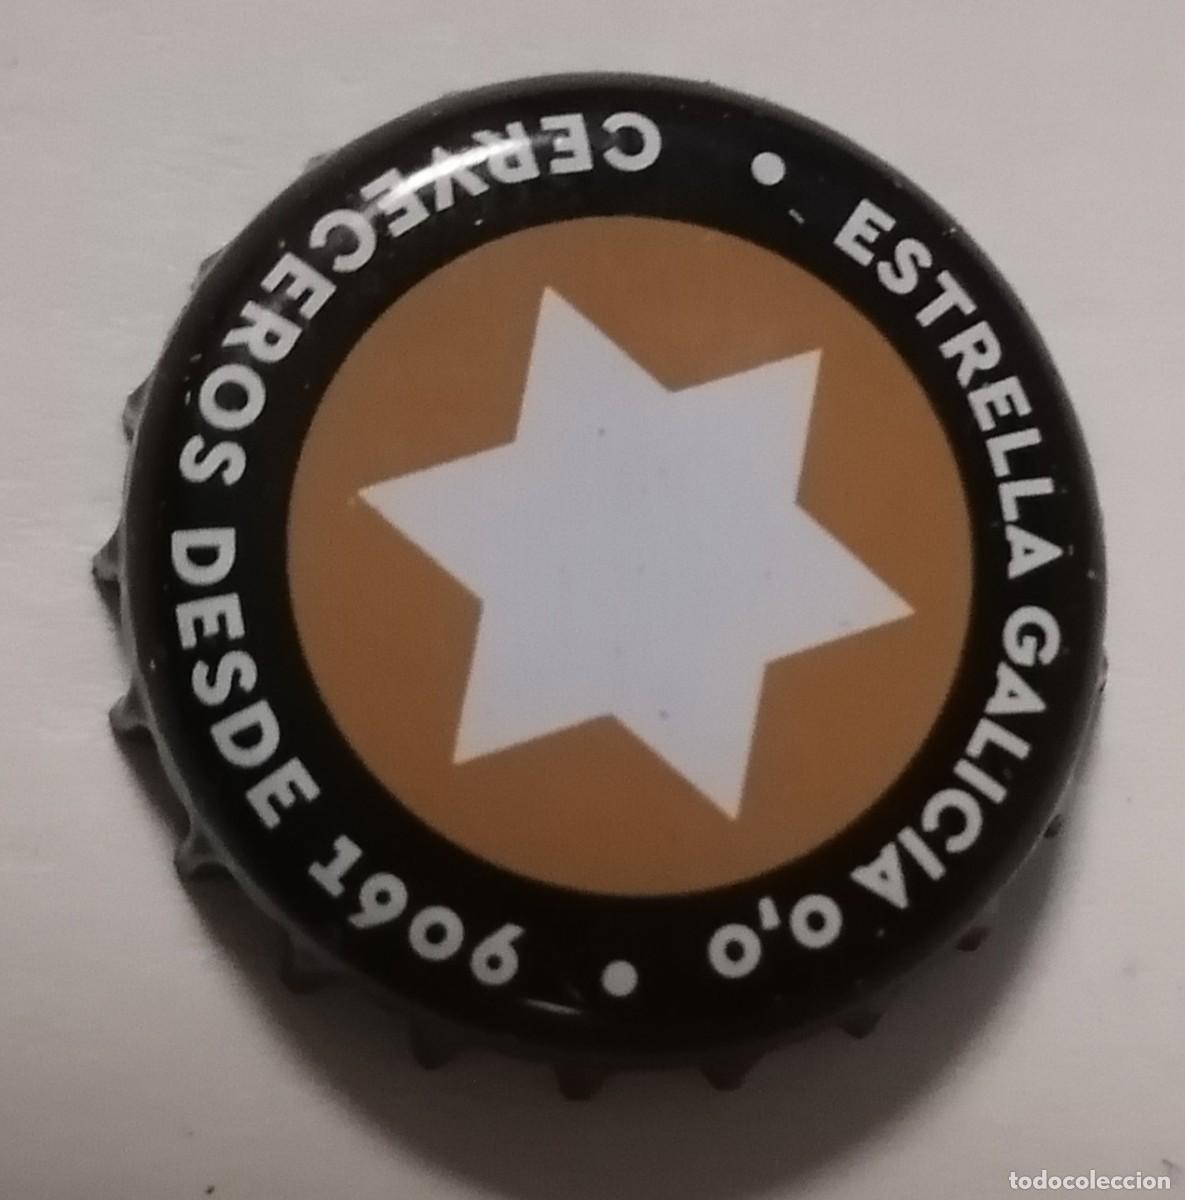 ESTRELLA GALICIA 0,0
CERVECEROS DESDE 1906
todocoleccion